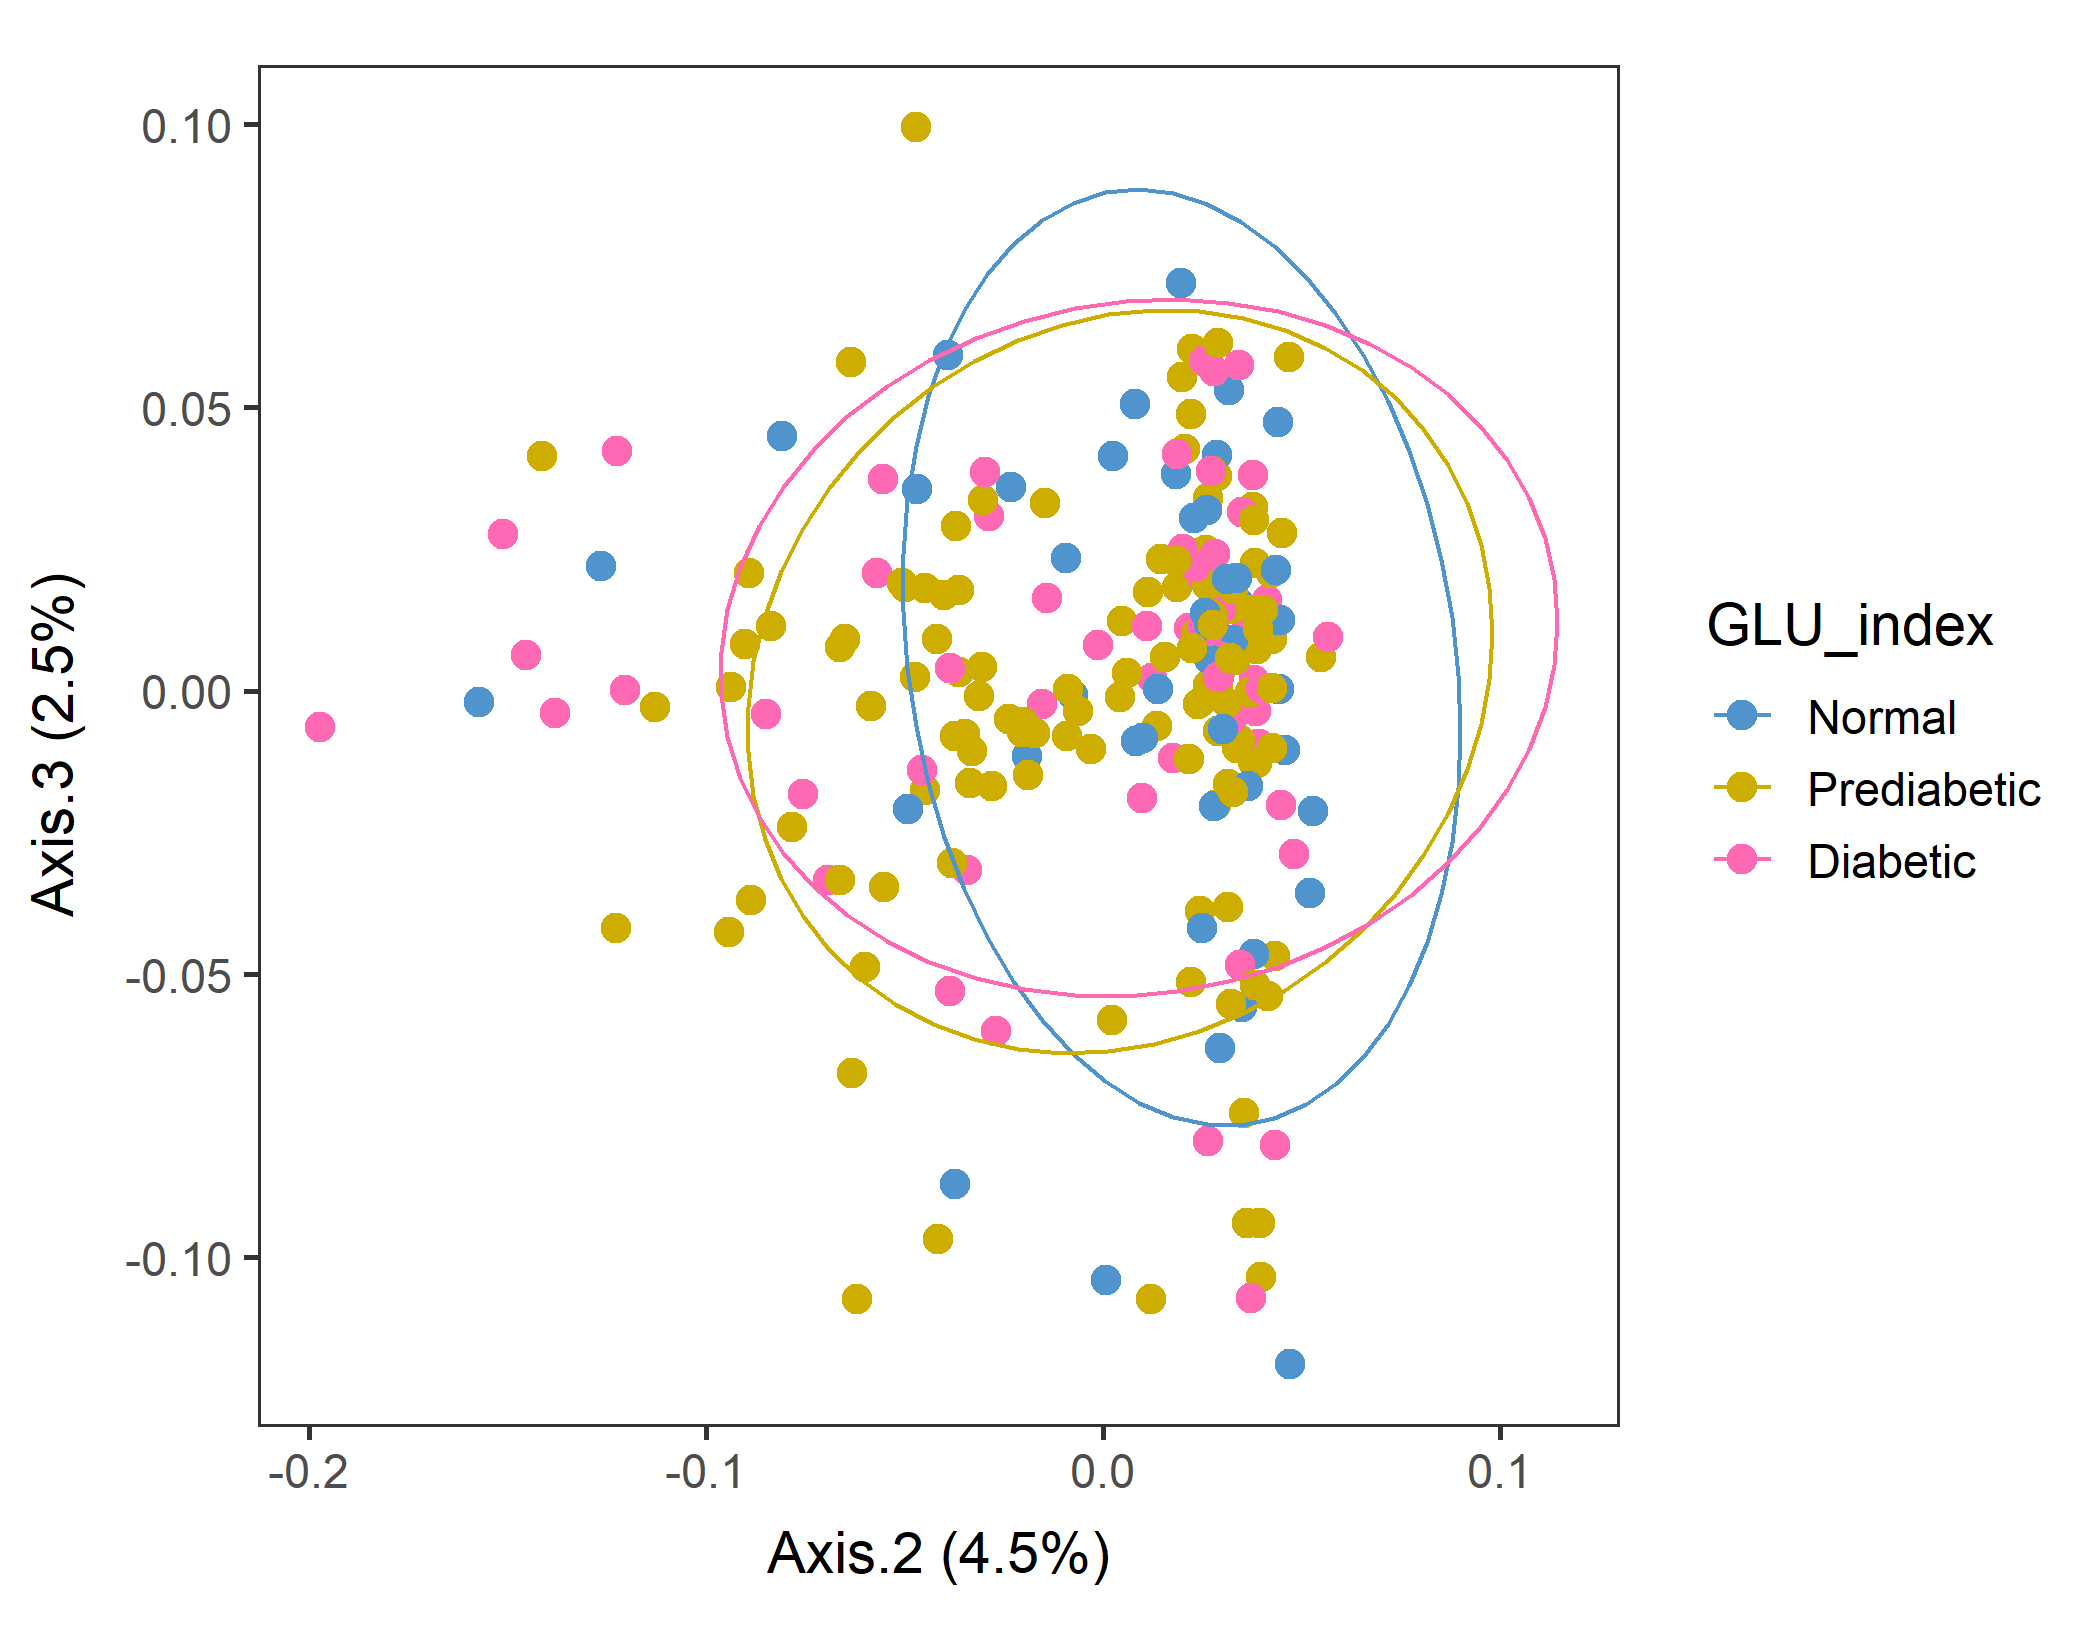 0.10
0.05
0.00
-0.05
-0.10
Axis.3 (2.5%)
-0.2
-0.1
0.0
0.1
Axis.2 (4.5%)
GLU_index
Normal
Prediabetic
Diabetic